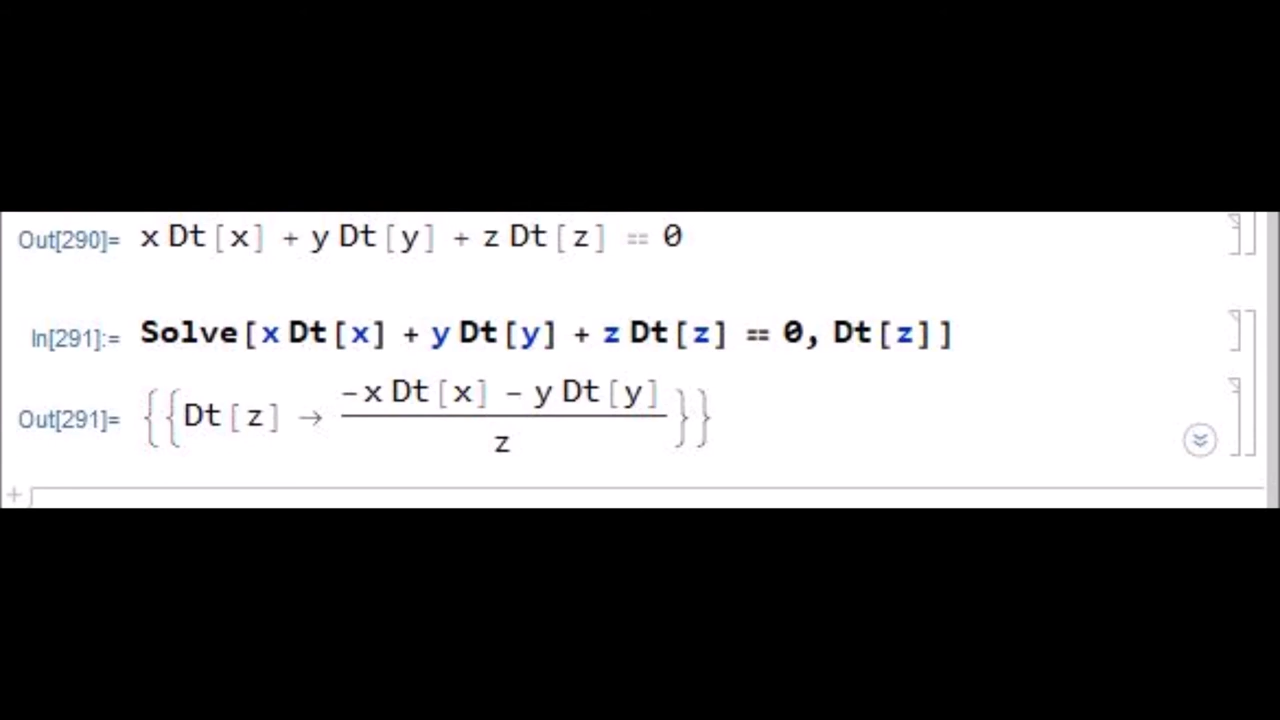 Out[290]= x Dt[x] + y Dt[y] + z Dt[z] == 0
In[291]:= Solve[x Dt[x] + y Dt[y] + z Dt[z] == 0, Dt[z]]
Out[291]= {{Dt[z] → (-x Dt[x] - y Dt[y])/z}}